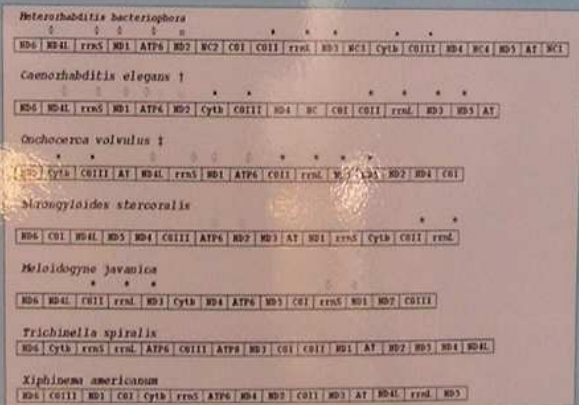 Heterorhabditis bacteriophora
ND6 ND4L rrnS ND1 ATP6 ND2 NC2 COI COII rrnL ND3 NC3 Cytb COIII ND4 NC4 ND5 AT NC1
Caenorhabditis elegans †
ND6 ND4L rrnS ND1 ATP6 ND2 Cytb COIII ND4 NC COI COII rrnL ND3 ND5 AT
Onchocerca volvulus ‡
Cytb COIII AT ND4L rrnS ND1 ATP6 COII rrnL ND5 ND2 ND4 COI
Strongyloides stercoralis
ND6 COI ND4L ND5 ND4 COIII ATP6 ND2 ND3 AT ND1 rrnS Cytb COII rrnL
Meloidogyne javanica
ND6 ND4L COII rrnL ND3 Cytb ND4 ATP6 ND5 COI rrnS ND1 ND2 COIII
Trichinella spiralis
ND6 Cytb rrnS rrnL ATP6 COIII ATP8 ND3 COI COII ND1 AT ND2 ND5 ND4 ND4L
Xiphinema americanum
ND6 COIII ND1 COI Cytb rrnS ATP6 ND4 ND2 COII ND3 AT ND4L rrnL ND5